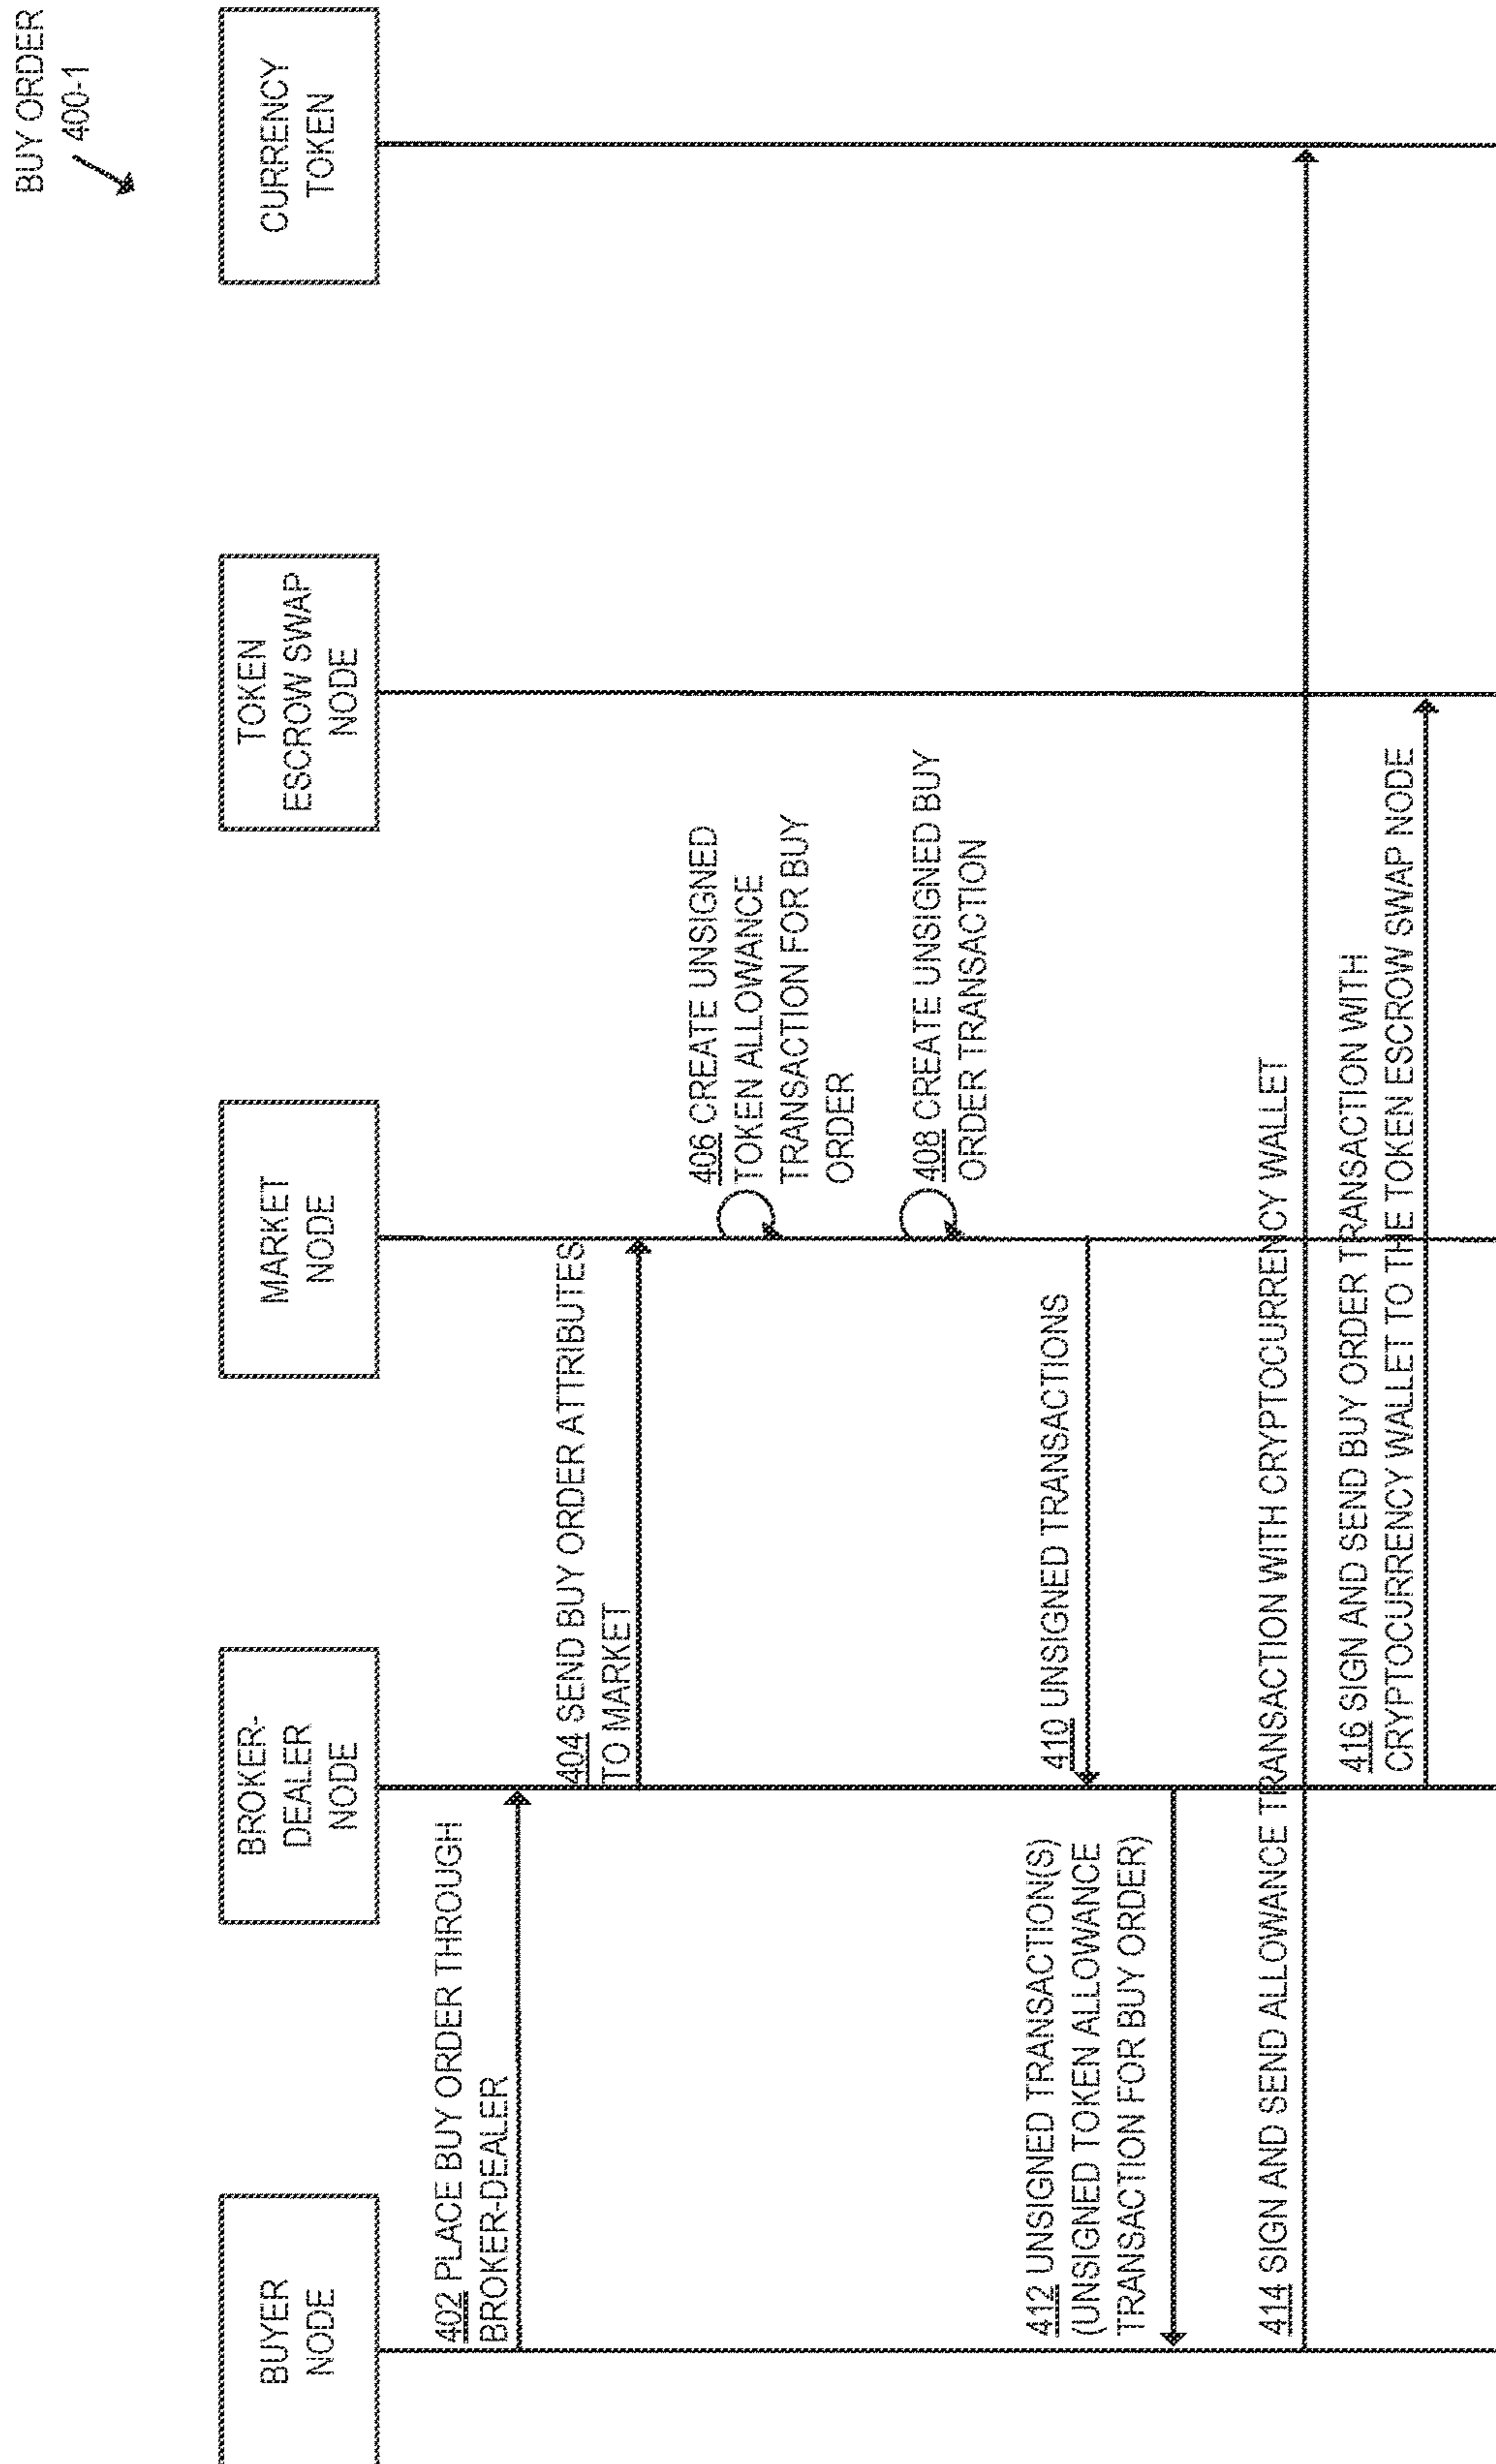 BUY ORDER
400-1
BUYER
NODE
BROKER-
DEALER
NODE
MARKET
NODE
TOKEN
ESCROW SWAP
NODE
CURRENCY
TOKEN
402 PLACE BUY ORDER THROUGH
BROKER-DEALER
404 SEND BUY ORDER ATTRIBUTES
TO MARKET
406 CREATE UNSIGNED
TOKEN ALLOWANCE
TRANSACTION FOR BUY
ORDER
408 CREATE UNSIGNED BUY
ORDER TRANSACTION
410 UNSIGNED TRANSACTIONS
412 UNSIGNED TRANSACTION(S)
(UNSIGNED TOKEN ALLOWANCE
TRANSACTION FOR BUY ORDER)
414 SIGN AND SEND ALLOWANCE TRANSACTION WITH CRYPTOCURRENCY WALLET
416 SIGN AND SEND BUY ORDER TRANSACTION WITH
CRYPTOCURRENCY WALLET TO THE TOKEN ESCROW SWAP NODE